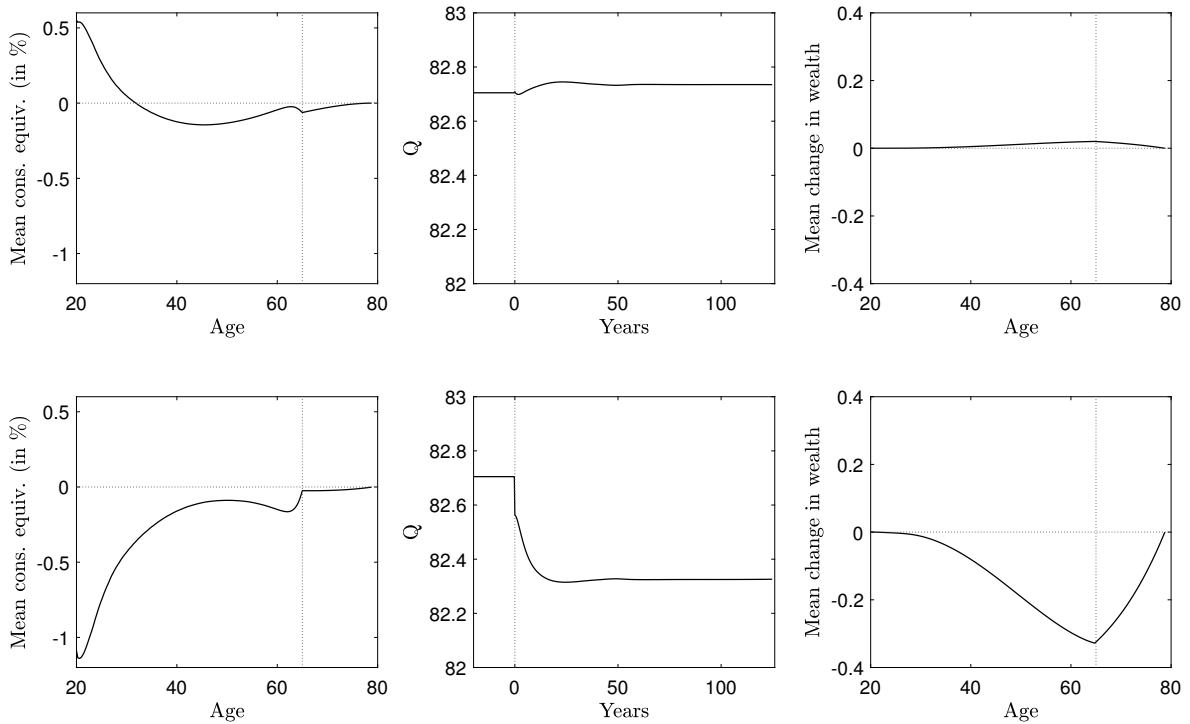 Mean cons. equiv. (in %)
0.5
0
-0.5
-1
20 40 60 80
Age
Q
83
82.8
82.6
82.4
82.2
82
0 50 100
Years
Mean change in wealth
0.4
0.2
0
-0.2
-0.4
20 40 60 80
Age
Mean cons. equiv. (in %)
0.5
0
-0.5
-1
20 40 60 80
Age
Q
83
82.8
82.6
82.4
82.2
82
0 50 100
Years
Mean change in wealth
0.4
0.2
0
-0.2
-0.4
20 40 60 80
Age